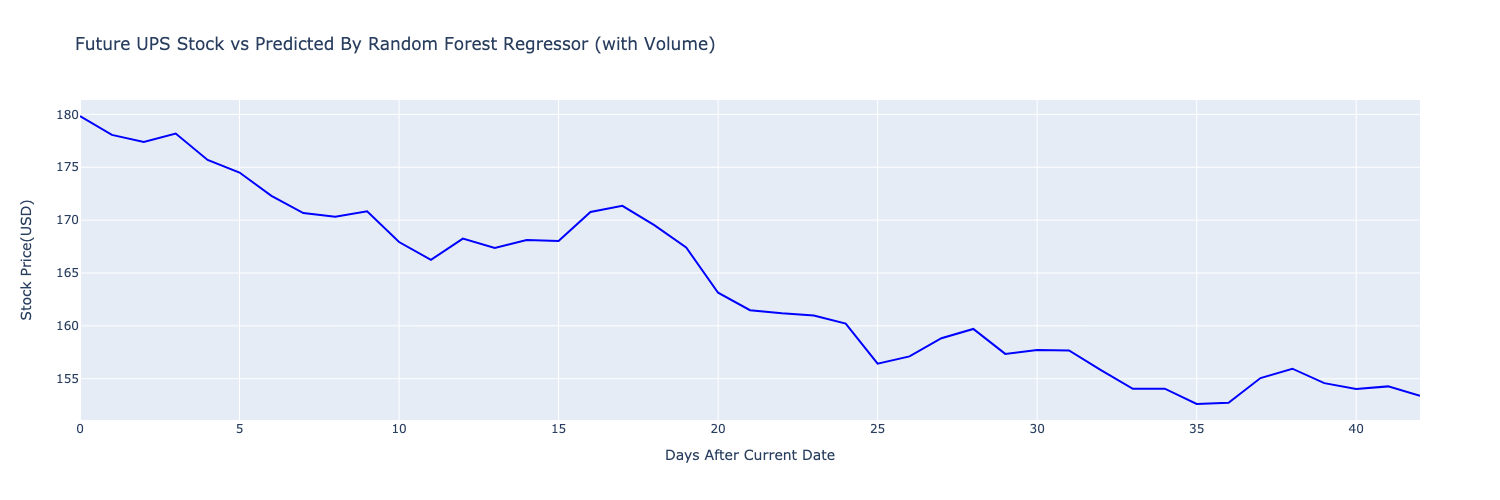 Future UPS Stock vs Predicted By Random Forest Regressor (with Volume)
180
175
170
165
160
155
Stock Price(USD)
0 5 10 15 20 25 30 35 40
Days After Current Date